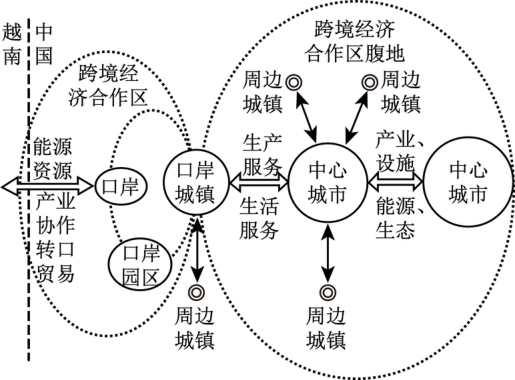 越南
中国
跨境经
济合作区
跨境经济
合作区腹地
周边
城镇
周边
城镇
能源
资源
产业
协作
转口
贸易
口岸
口岸
城镇
口岸
园区
生产
服务
生活
服务
中心
城市
产业、
设施
能源、
生态
中心
城市
周边
城镇
周边
城镇